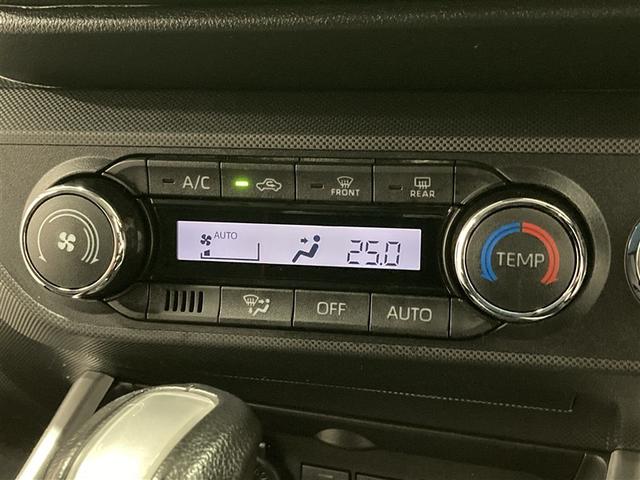 A/C
FRONT
REAR
AUTO
25.0
TEMP
OFF
AUTO